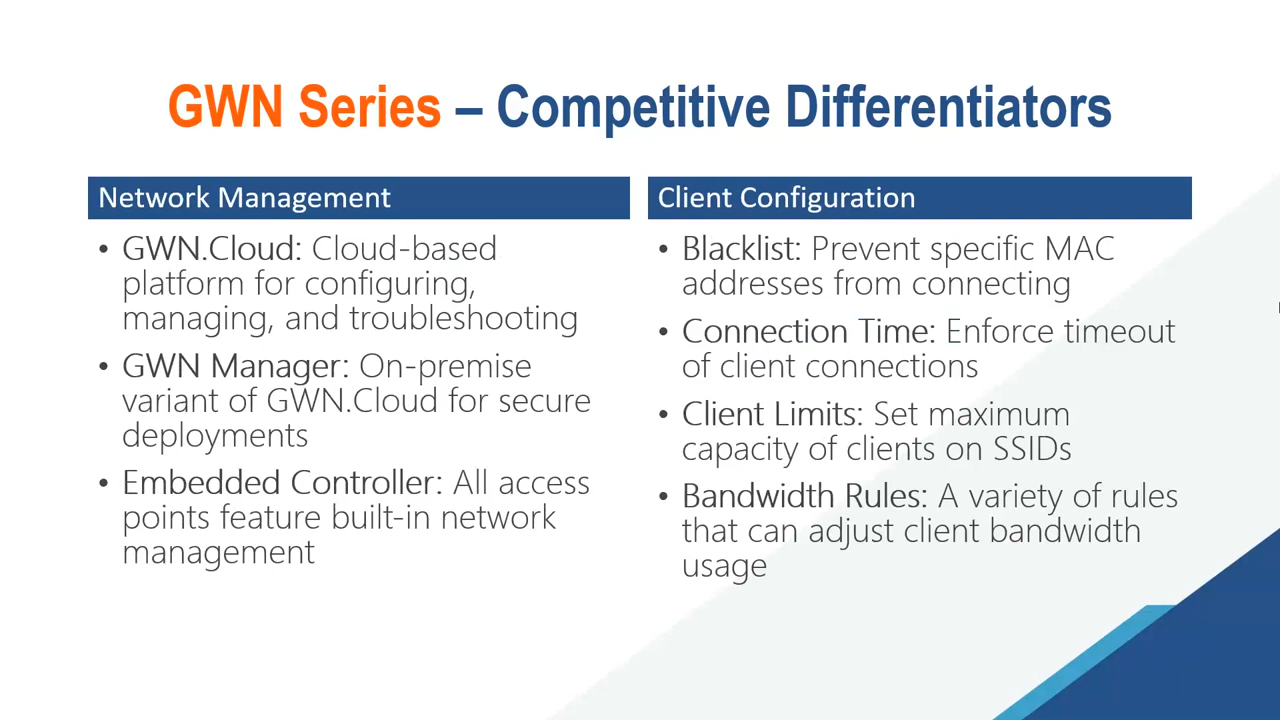 GWN Series – Competitive Differentiators
Network Management
• GWN.Cloud: Cloud-based
platform for configuring,
managing, and troubleshooting
• GWN Manager: On-premise
variant of GWN.Cloud for secure
deployments
• Embedded Controller: All access
points feature built-in network
management
Client Configuration
• Blacklist: Prevent specific MAC
addresses from connecting
• Connection Time: Enforce timeout
of client connections
• Client Limits: Set maximum
capacity of clients on SSIDs
• Bandwidth Rules: A variety of rules
that can adjust client bandwidth
usage